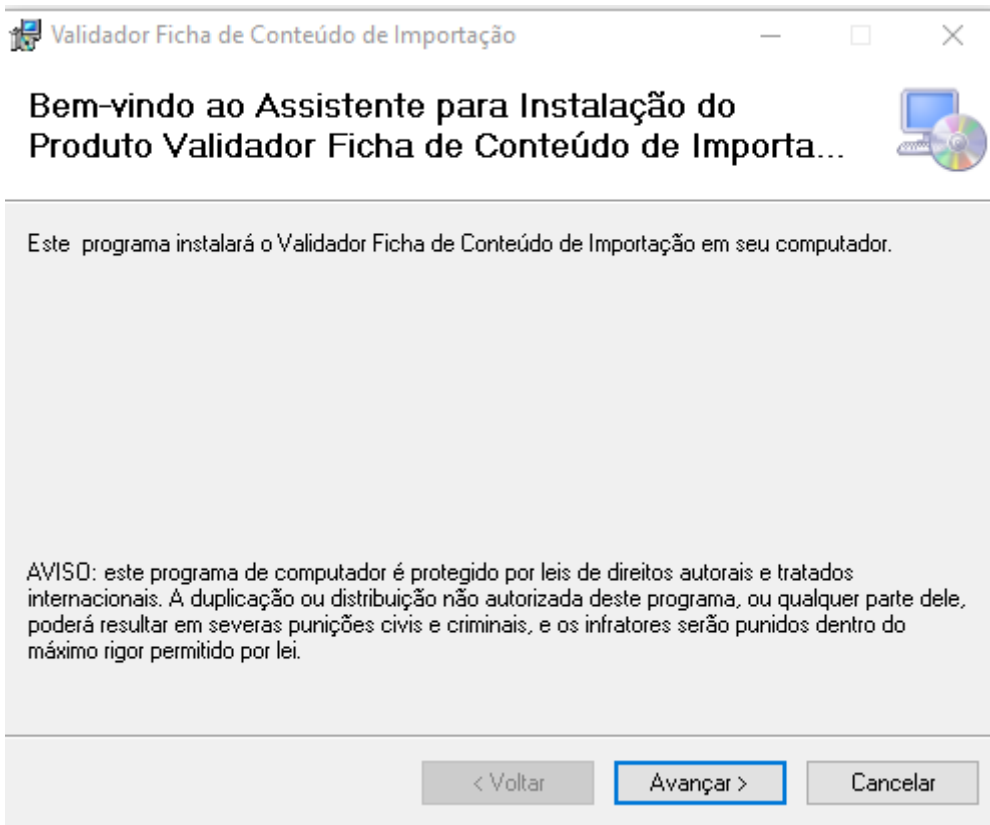 Validador Ficha de Conteúdo de Importação
Bem-vindo ao Assistente para Instalação do
Produto Validador Ficha de Conteúdo de Importa...
Este  programa instalará o Validador Ficha de Conteúdo de Importação em seu computador.
AVISO: este programa de computador é protegido por leis de direitos autorais e tratados
internacionais. A duplicação ou distribuição não autorizada deste programa, ou qualquer parte dele,
poderá resultar em severas punições civis e criminais, e os infratores serão punidos dentro do
máximo rigor permitido por lei.
< Voltar
Avançar >
Cancelar